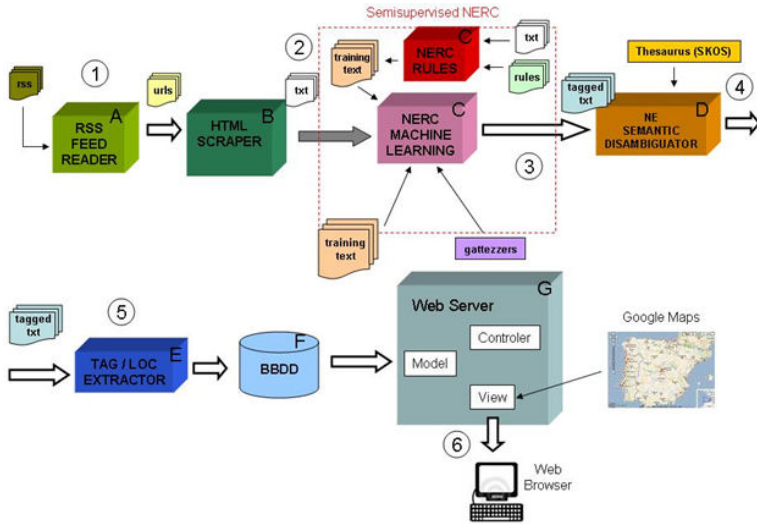 Semisupervised NERC
1
2
rss
urls
txt
A
RSS
FEED
READER
B
HTML
SCRAPER
training
text
C
NERC
RULES
txt
rules
C
NERC
MACHINE
LEARNING
3
training
text
gattezzers
Thesaurus (SKOS)
tagged
txt
D
NE
SEMANTIC
DISAMBIGUATOR
4
tagged
txt
5
E
TAG / LOC
EXTRACTOR
F
BBDD
G
Web Server
Controler
Model
View
Google Maps
6
Web
Browser